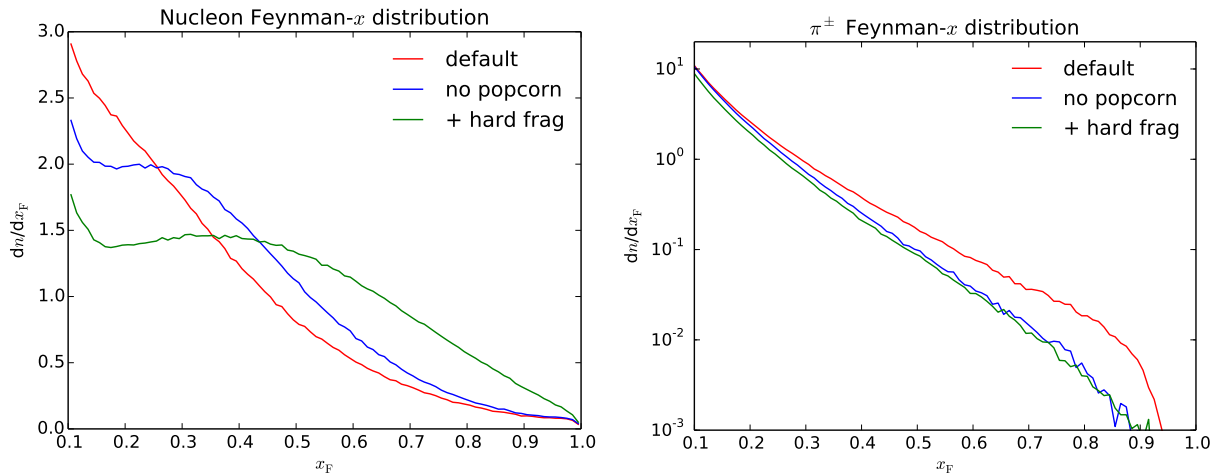 Nucleon Feynman-x distribution
3.0
2.5
2.0
1.5
1.0
0.5
0.0
dn/dx_F
default
no popcorn
+ hard frag
0.1 0.2 0.3 0.4 0.5 0.6 0.7 0.8 0.9 1.0
x_F
π± Feynman-x distribution
10¹
10⁰
10⁻¹
10⁻²
10⁻³
dn/dx_F
default
no popcorn
+ hard frag
0.1 0.2 0.3 0.4 0.5 0.6 0.7 0.8 0.9 1.0
x_F